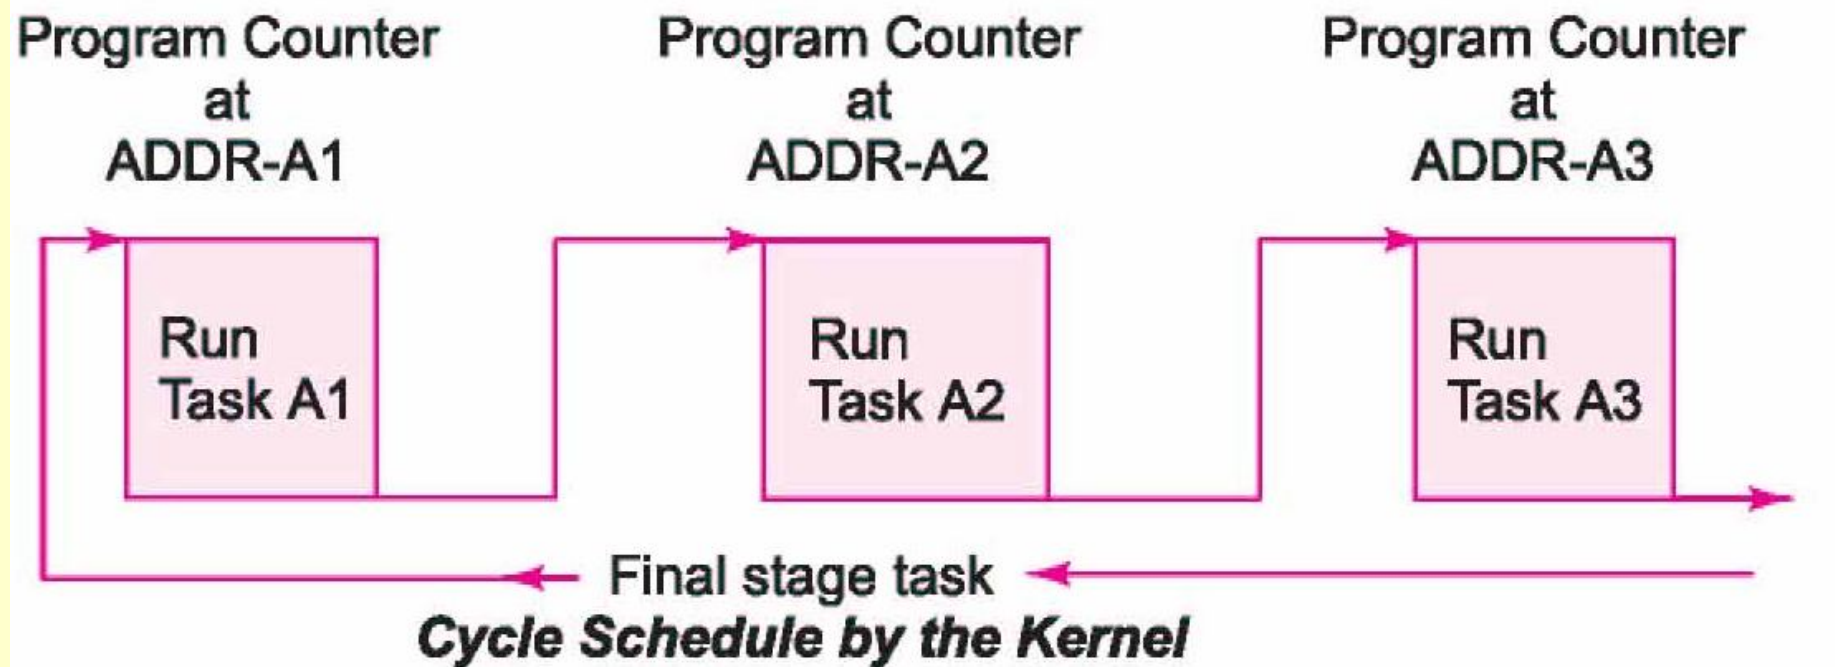 Program Counter
at
ADDR-A1
Program Counter
at
ADDR-A2
Program Counter
at
ADDR-A3
Run
Task A1
Run
Task A2
Run
Task A3
Final stage task
Cycle Schedule by the Kernel